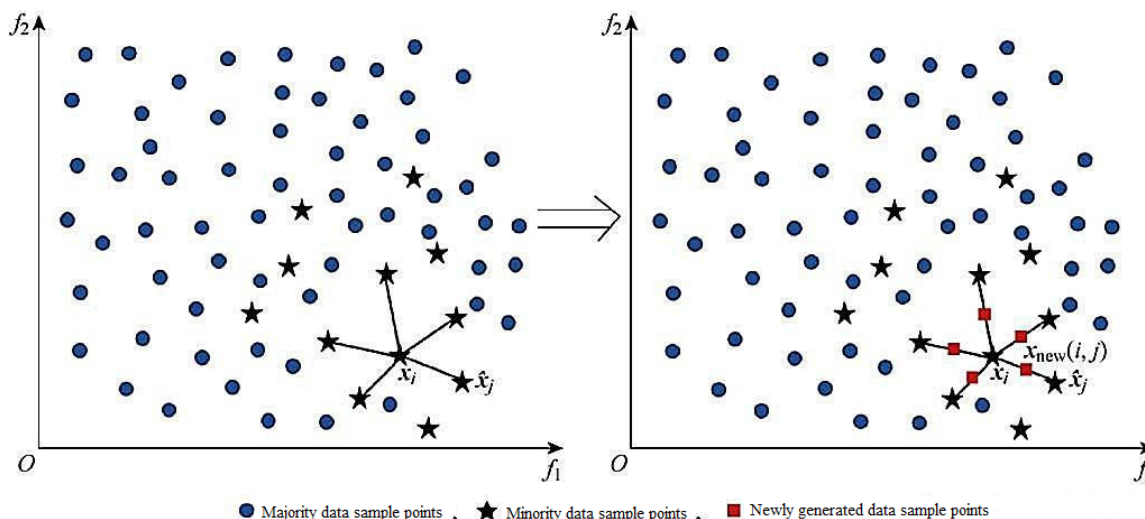 f2
f2
xnew(i, j)
xi
x̂j
xi
x̂j
O
f1
O
f
Majority data sample points , Minority data sample points, Newly generated data sample points